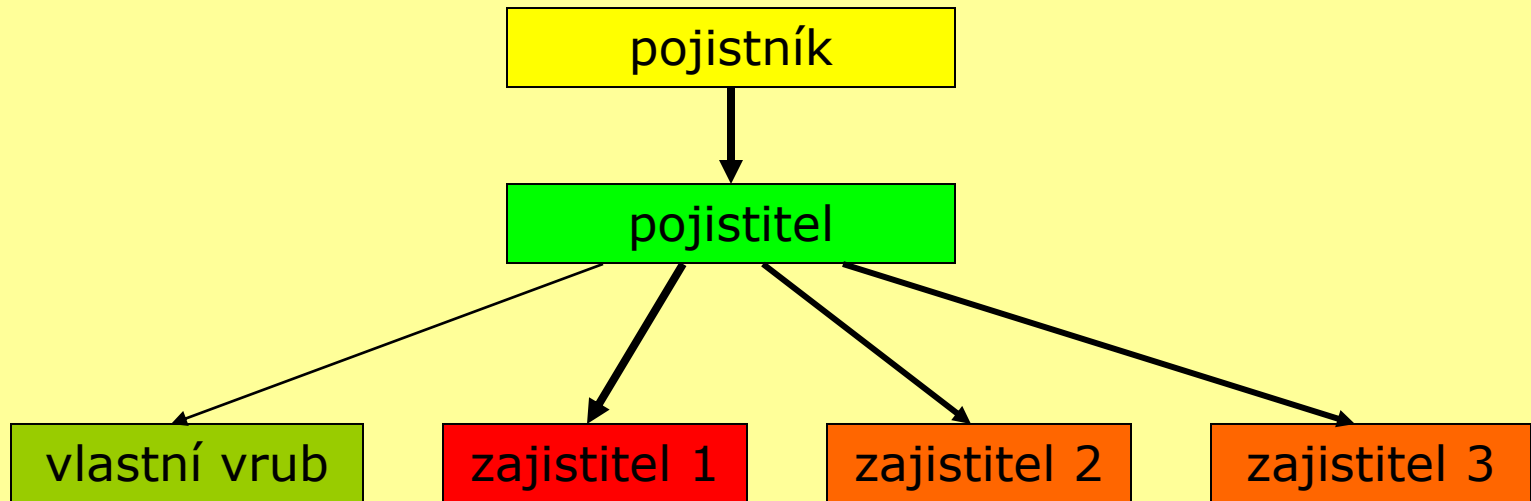 pojistník
pojistitel
vlastní vrub
zajistitel 1
zajistitel 2
zajistitel 3